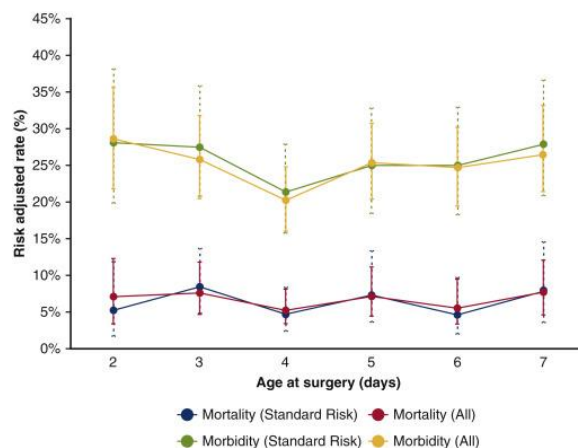 45%
40%
35%
30%
25%
20%
15%
10%
5%
0%
Risk adjusted rate (%)
2 3 4 5 6 7
Age at surgery (days)
Mortality (Standard Risk) Mortality (All)
Morbidity (Standard Risk) Morbidity (All)